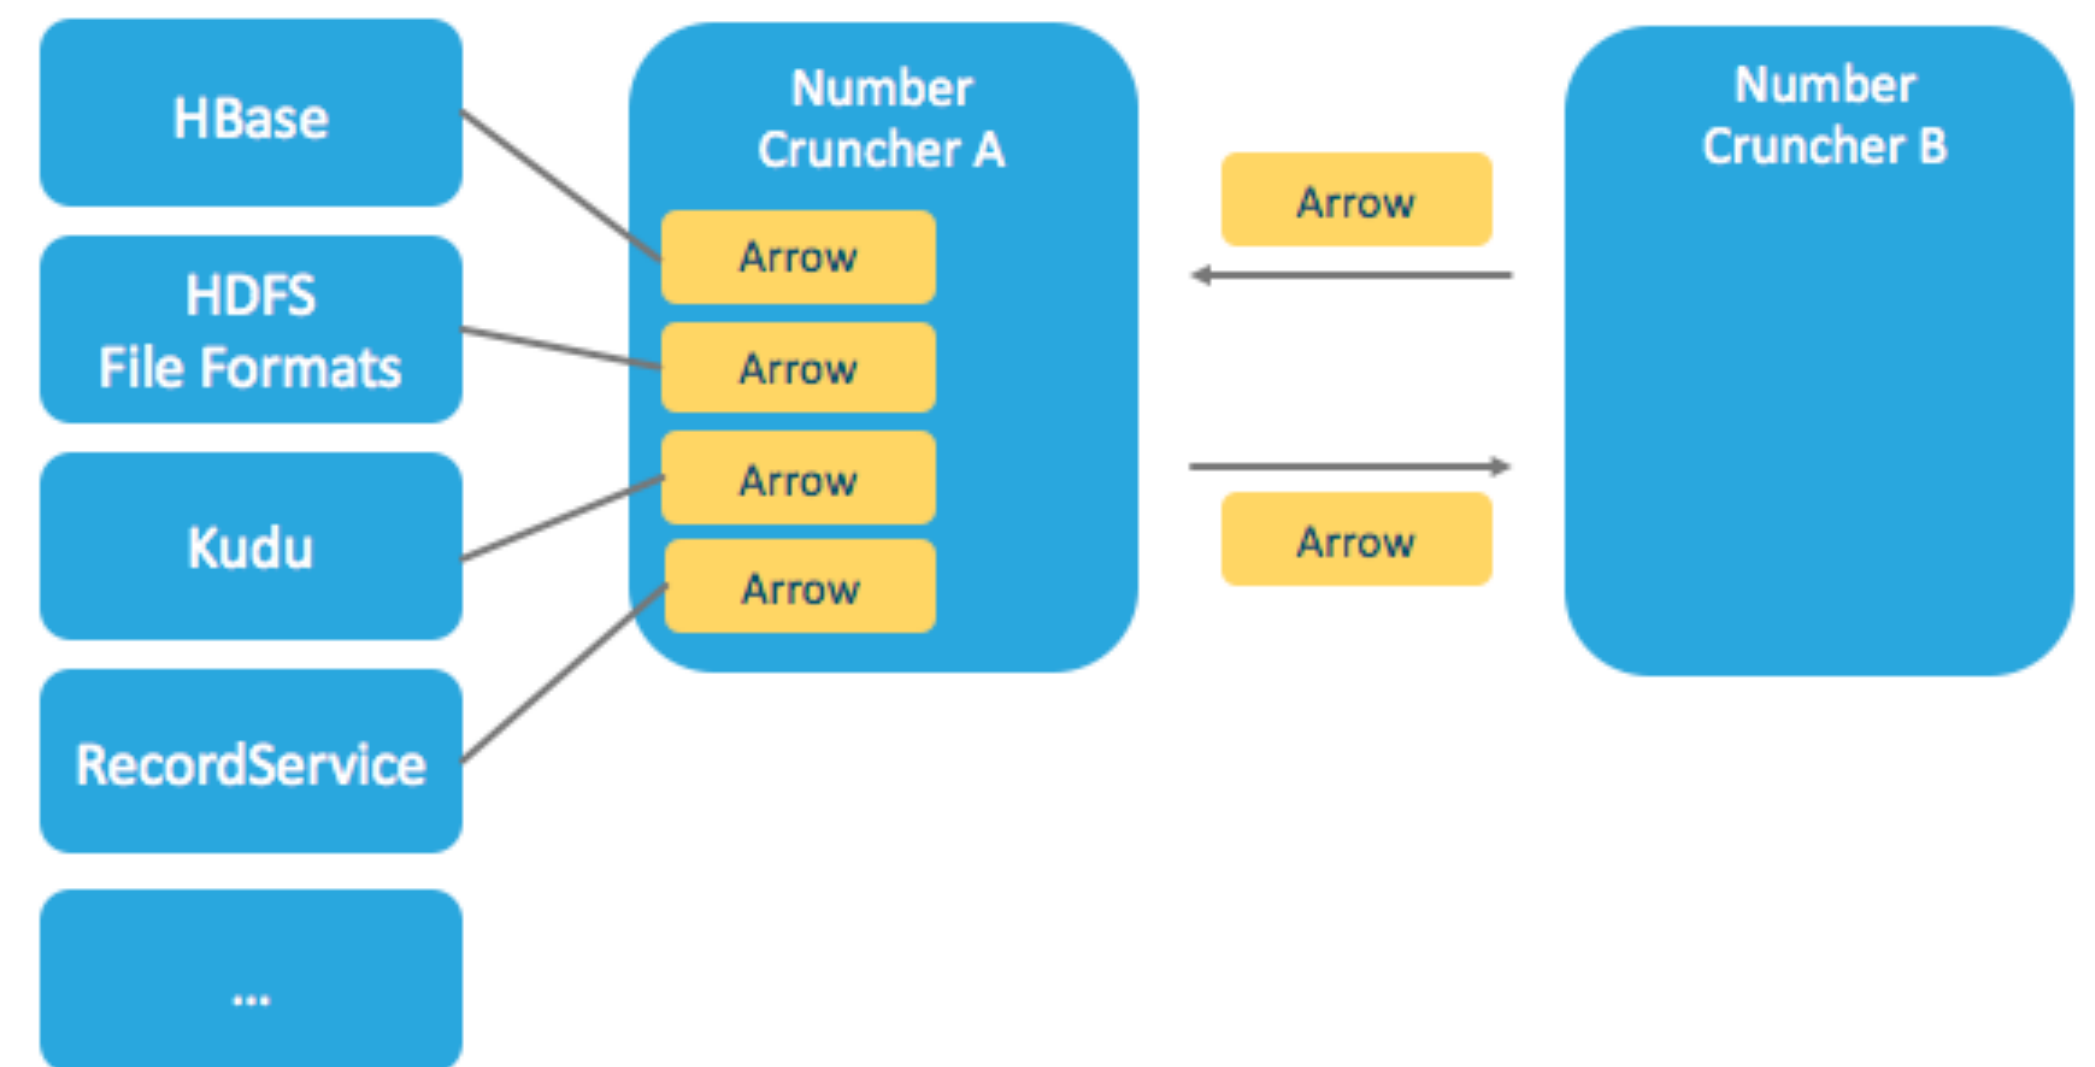 HBase
HDFS
File Formats
Kudu
RecordService
...
Number
Cruncher A
Arrow
Arrow
Arrow
Arrow
Arrow
Arrow
Number
Cruncher B